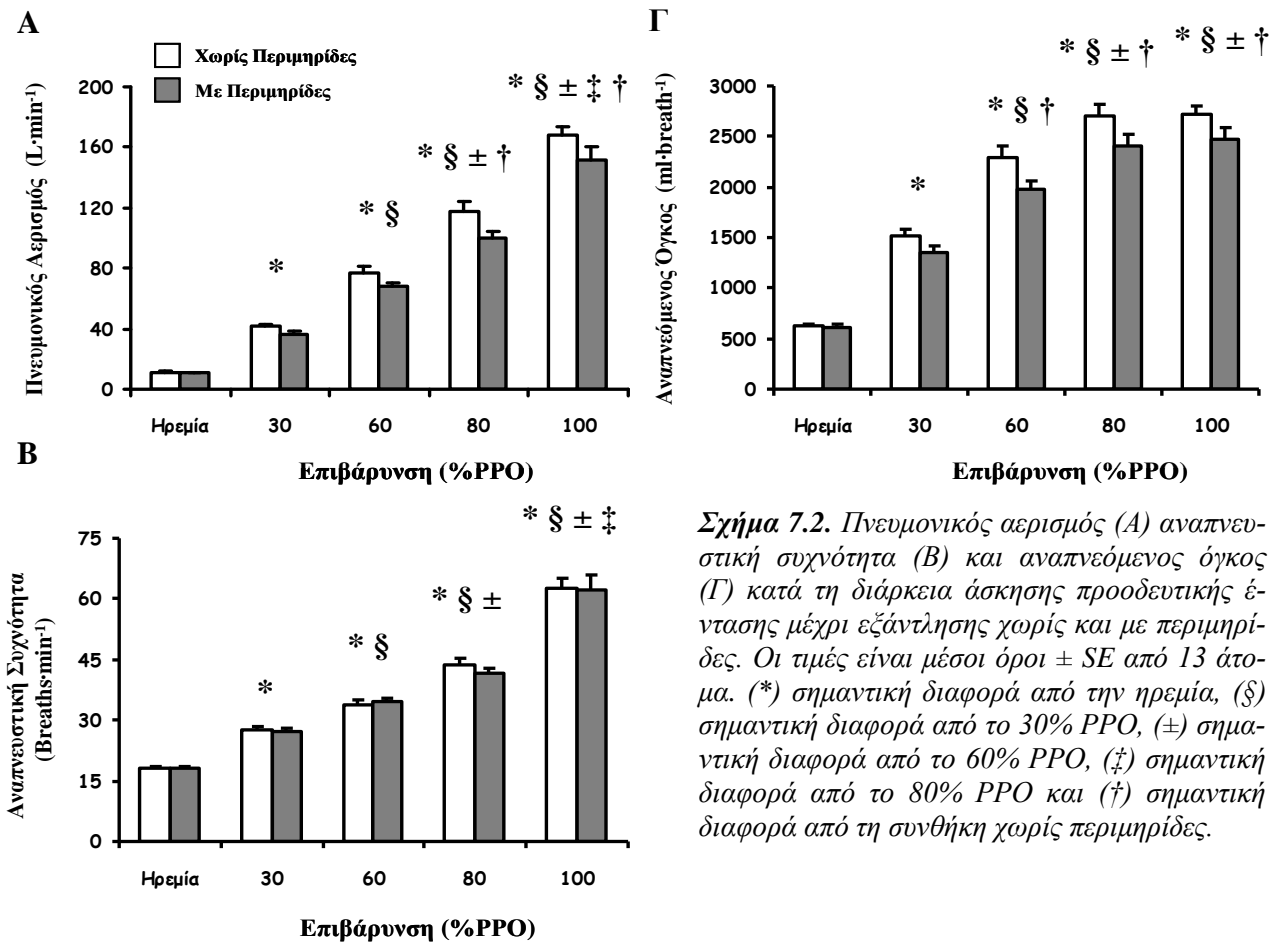 Α
Χωρίς Περιμηρίδες
Με Περιμηρίδες
Πνευμονικός Αερισμός (L·min-1)
200
160
120
80
40
0
*
* §
* § ± †
* § ± ‡ †
Ηρεμία 30 60 80 100
Επιβάρυνση (%PPO)
Γ
Αναπνεόμενος Όγκος (ml·breath-1)
3000
2500
2000
1500
1000
500
0
*
* § †
* § ± †
* § ± †
Ηρεμία 30 60 80 100
Επιβάρυνση (%PPO)
Β
Αναπνευστική Συχνότητα
(Breaths·min-1)
75
60
45
30
15
0
*
* §
* § ±
* § ± ‡
Ηρεμία 30 60 80 100
Επιβάρυνση (%PPO)
Σχήμα 7.2. Πνευμονικός αερισμός (Α) αναπνευ-
στική συχνότητα (Β) και αναπνεόμενος όγκος
(Γ) κατά τη διάρκεια άσκησης προοδευτικής έ-
ντασης μέχρι εξάντλησης χωρίς και με περιμηρί-
δες. Οι τιμές είναι μέσοι όροι ± SE από 13 άτο-
μα. (*) σημαντική διαφορά από την ηρεμία, (§)
σημαντική διαφορά από το 30% PPO, (±) σημα-
ντική διαφορά από το 60% PPO, (‡) σημαντική
διαφορά από το 80% PPO και (†) σημαντική
διαφορά από τη συνθήκη χωρίς περιμηρίδες.